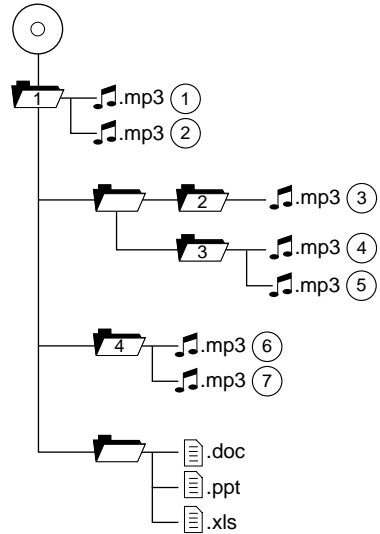 1 .mp3 1
.mp3 2
2 .mp3 3
3 .mp3 4
.mp3 5
4 .mp3 6
.mp3 7
.doc
.ppt
.xls